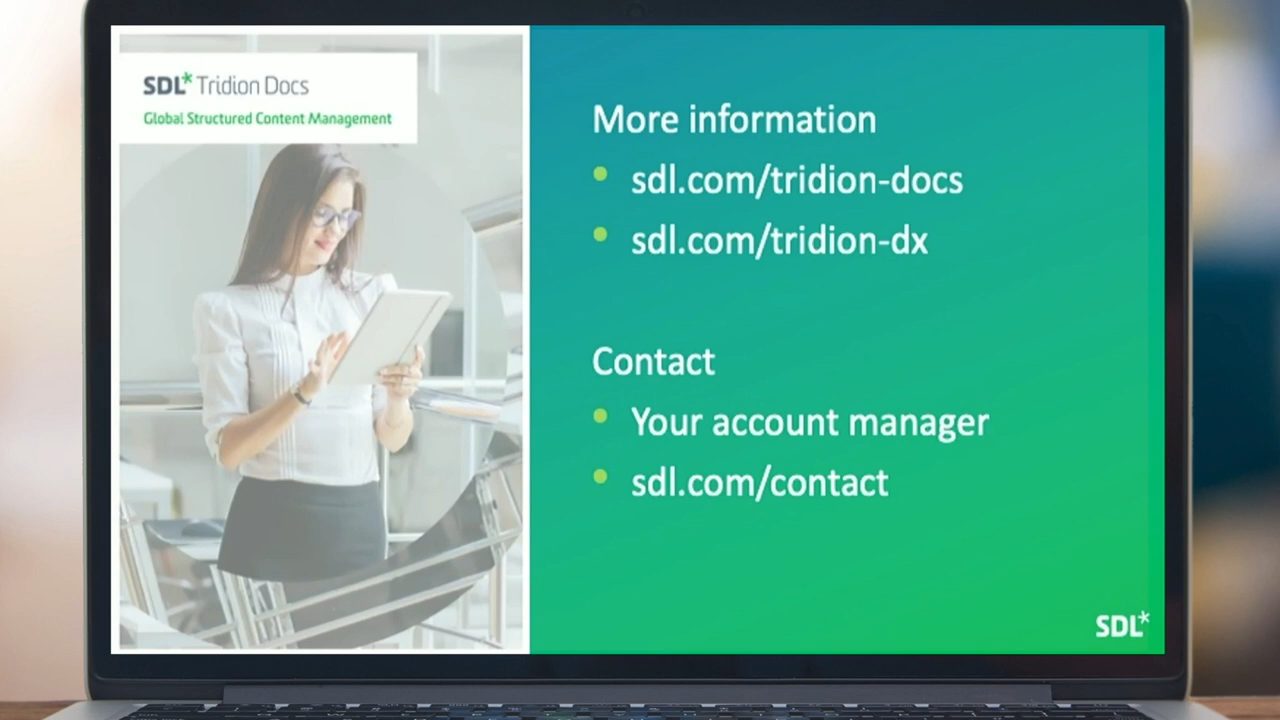 SDL* Tridion Docs
Global Structured Content Management
More information
• sdl.com/tridion-docs
• sdl.com/tridion-dx
Contact
• Your account manager
• sdl.com/contact
SDL*